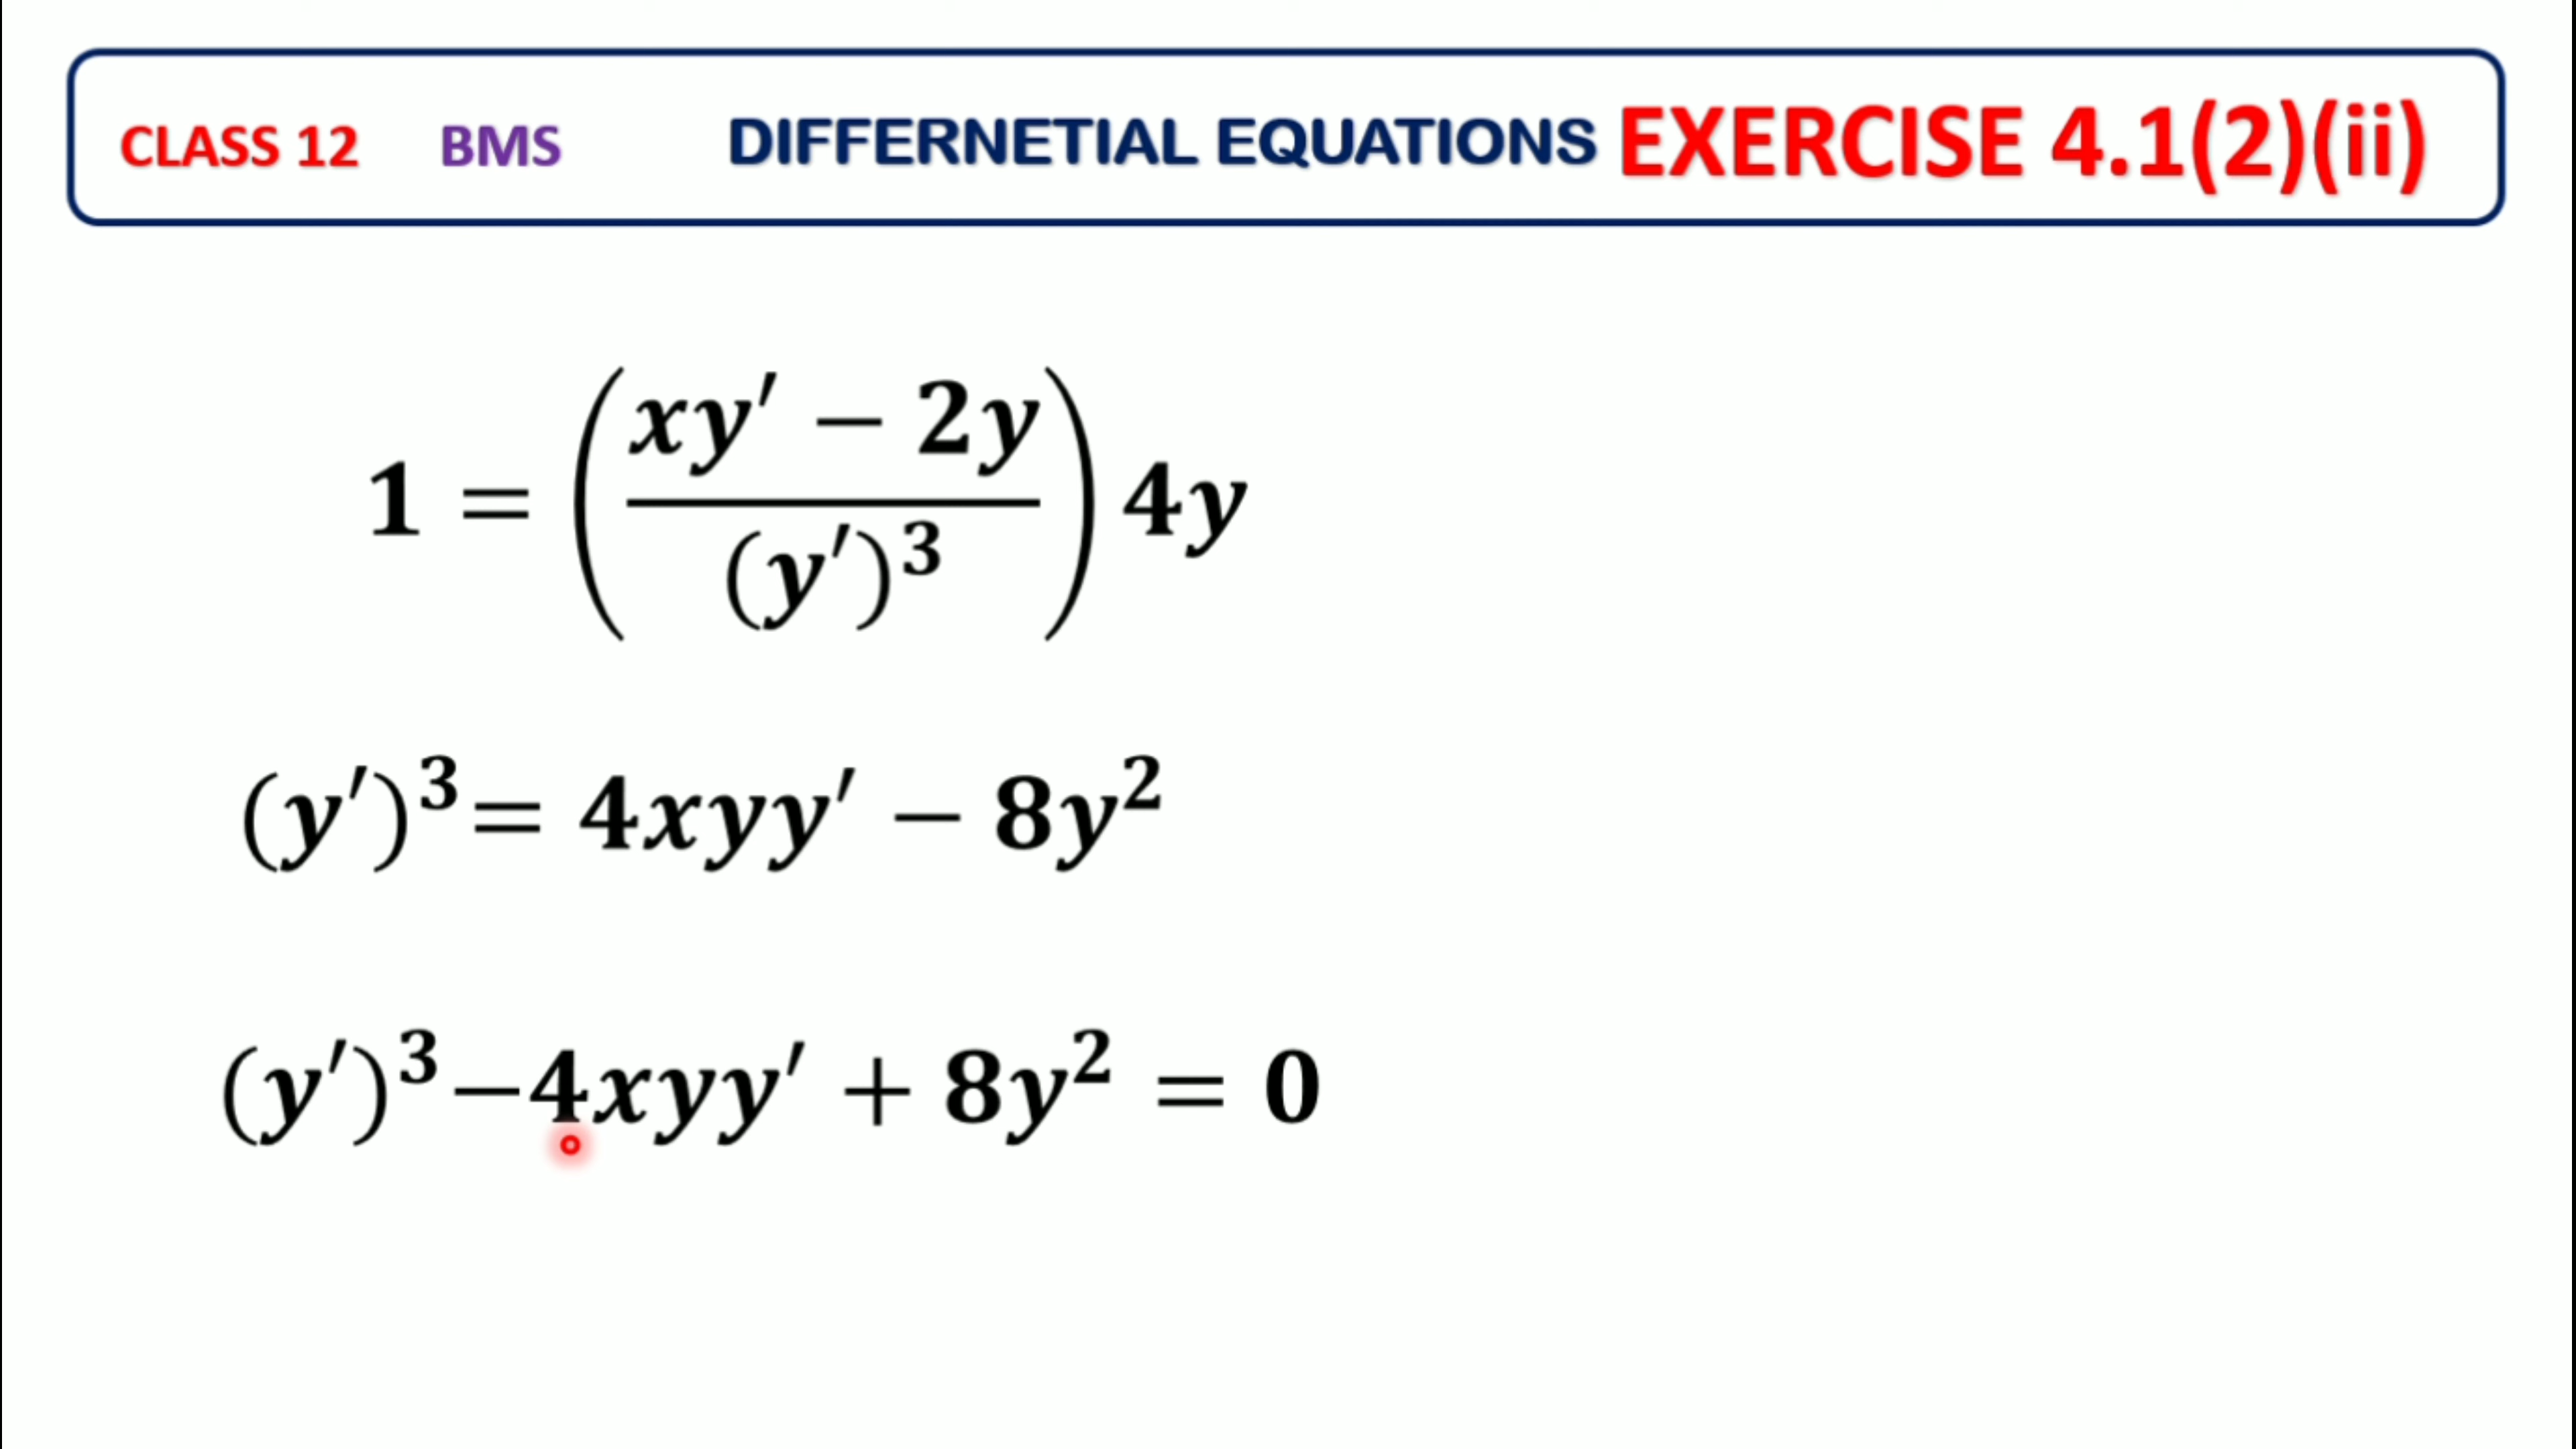 CLASS 12 BMS DIFFERNETIAL EQUATIONS EXERCISE 4.1(2)(ii)
1 = ( (xy′ − 2y) / (y′)³ ) 4y
(y′)³ = 4xyy′ − 8y²
(y′)³ −4xyy′ + 8y² = 0